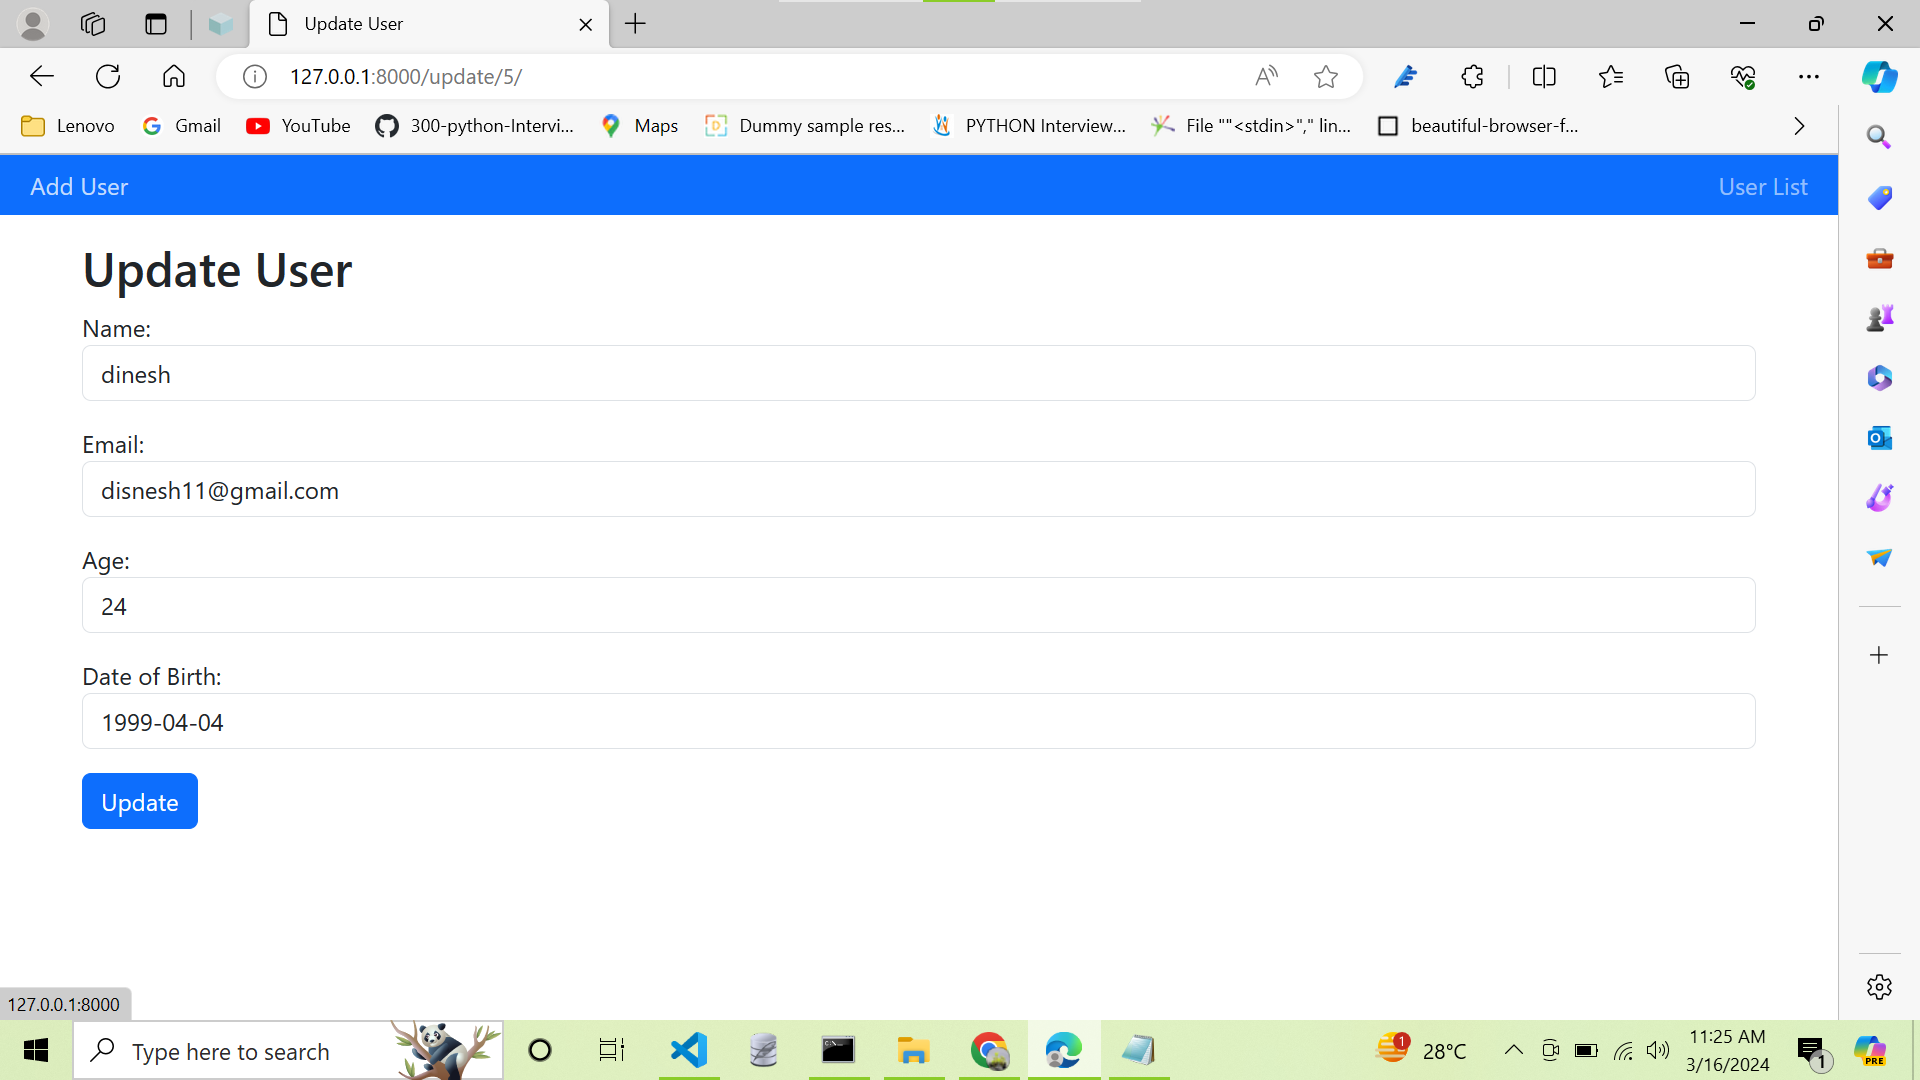 Update User
127.0.0.1:8000/update/5/
Lenovo Gmail YouTube 300-python-Intervi... Maps Dummy sample res... PYTHON Interview... File ""<stdin>"," lin... beautiful-browser-f...
Add User User List
Update User
Name:
dinesh
Email:
disnesh11@gmail.com
Age:
24
Date of Birth:
1999-04-04
Update
127.0.0.1:8000
Type here to search
1 28°C
11:25 AM
3/16/2024
1
PRE